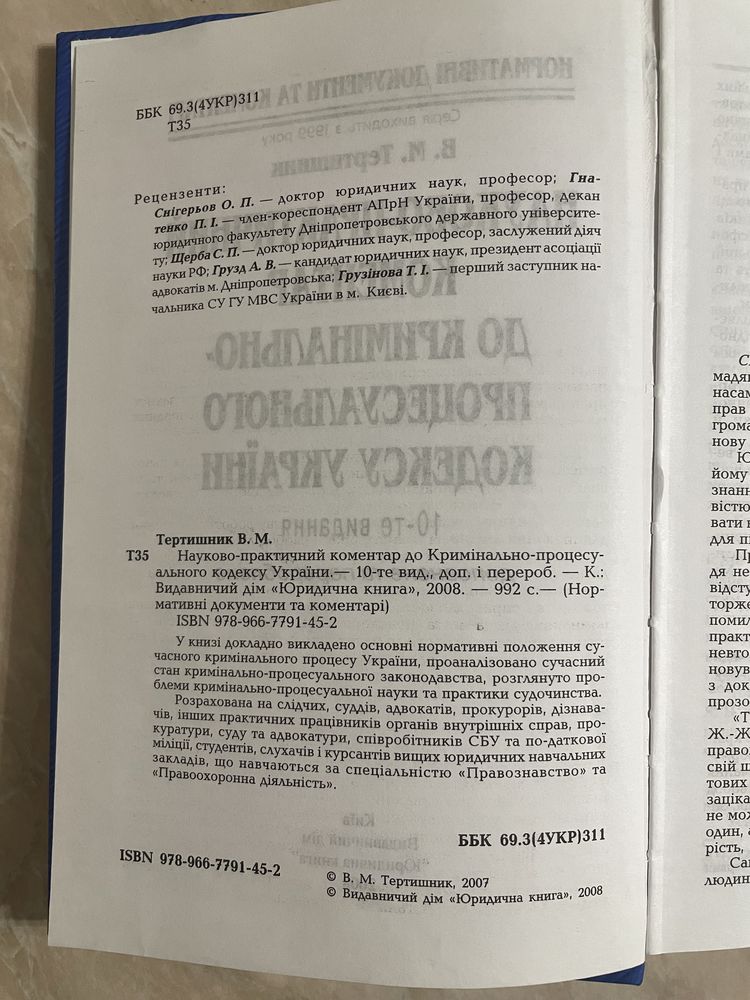 ББК 69.3(4УКР)311
Т35
Рецензенти:
Снігерьов О. П. — доктор юридичних наук, професор; Гна-
тенко П. І. — член-кореспондент АПрН України, професор, декан
юридичного факультету Дніпропетровського державного університе-
ту; Щерба С. П. — доктор юридичних наук, професор, заслужений діяч
науки РФ; Грузд А. В. — кандидат юридичних наук, президент асоціації
адвокатів м. Дніпропетровська; Грузінова Т. І. — перший заступник на-
чальника СУ ГУ МВС України в м. Києві.
Тертишник В. М.
Т35 Науково-практичний коментар до Кримінально-процесу-
ального кодексу України.— 10-те вид., доп. і перероб. — К.:
Видавничий дім «Юридична книга», 2008. — 992 с.— (Нор-
мативні документи та коментарі)
ISBN 978-966-7791-45-2
У книзі докладно викладено основні нормативні положення су-
часного кримінального процесу України, проаналізовано сучасний
стан кримінально-процесуального законодавства, розглянуто про-
блеми кримінально-процесуальної науки та практики судочинства.
Розрахована на слідчих, суддів, адвокатів, прокурорів, дізнава-
чів, інших практичних працівників органів внутрішніх справ, про-
куратури, суду та адвокатури, співробітників СБУ та по-даткової
міліції, студентів, слухачів і курсантів вищих юридичних навчальних
закладів, що навчаються за спеціальністю «Правознавство» та
«Правоохоронна діяльність».
ББК 69.3(4УКР)311
ISBN 978-966-7791-45-2
© В. М. Тертишник, 2007
© Видавничий дім «Юридична книга», 2008